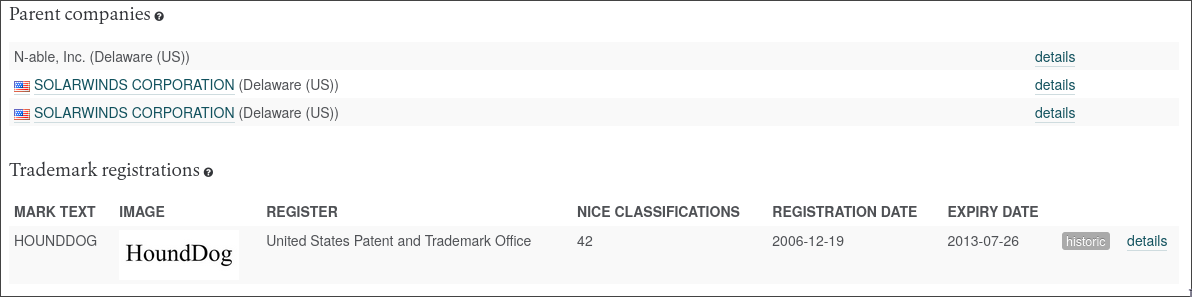 Parent companies ?
N-able, Inc. (Delaware (US)) details
SOLARWINDS CORPORATION (Delaware (US)) details
SOLARWINDS CORPORATION (Delaware (US)) details
Trademark registrations ?
MARK TEXT IMAGE REGISTER NICE CLASSIFICATIONS REGISTRATION DATE EXPIRY DATE
HOUNDDOG HoundDog United States Patent and Trademark Office 42 2006-12-19 2013-07-26 historic details